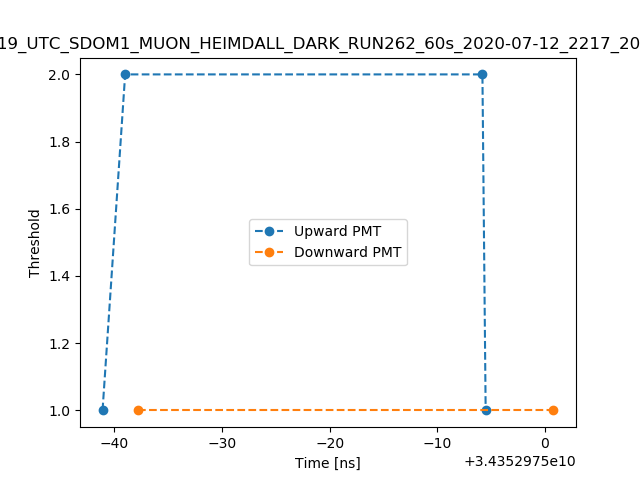 19_UTC_SDOM1_MUON_HEIMDALL_DARK_RUN262_60s_2020-07-12_2217_20
2.0
1.8
1.6
1.4
1.2
1.0
Threshold
Upward PMT
Downward PMT
−40
−30
−20
−10
0
Time [ns]
+3.4352975e10